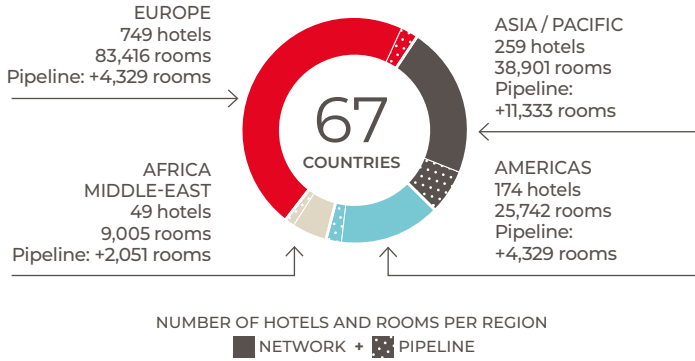 EUROPE
749 hotels
83,416 rooms
Pipeline: +4,329 rooms
ASIA / PACIFIC
259 hotels
38,901 rooms
Pipeline:
+11,333 rooms
67
COUNTRIES
AFRICA
MIDDLE-EAST
49 hotels
9,005 rooms
Pipeline: +2,051 rooms
AMERICAS
174 hotels
25,742 rooms
Pipeline:
+4,329 rooms
NUMBER OF HOTELS AND ROOMS PER REGION
NETWORK + PIPELINE